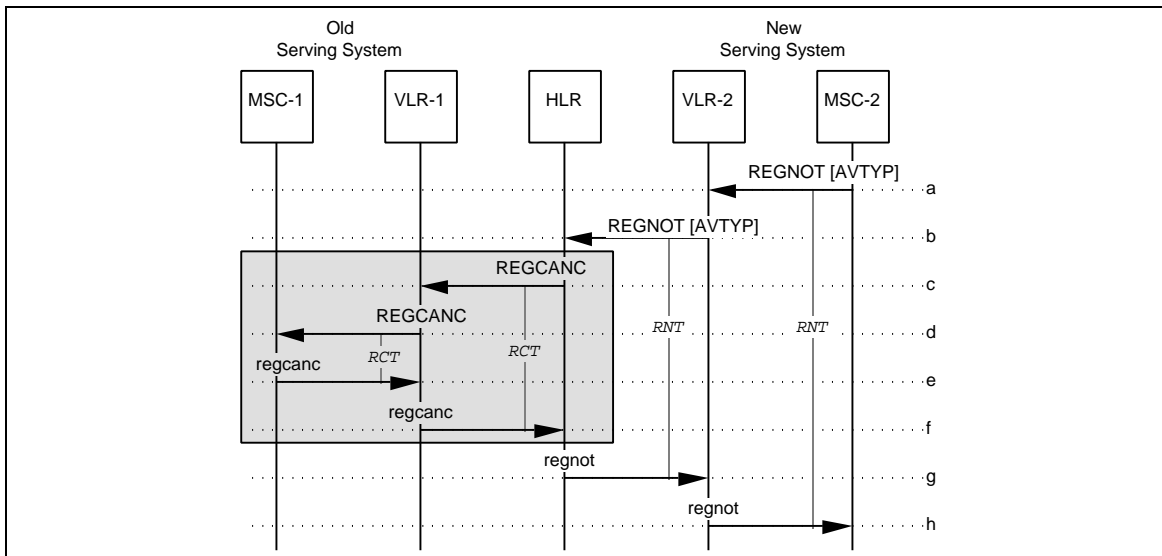 Old
Serving System
New
Serving System
MSC-1
VLR-1
HLR
VLR-2
MSC-2
REGNOT [AVTYP]
a
REGNOT [AVTYP]
b
REGCANC
c
REGCANC
d
RCT
RCT
RNT
RNT
regcanc
e
regcanc
f
regnot
g
regnot
h